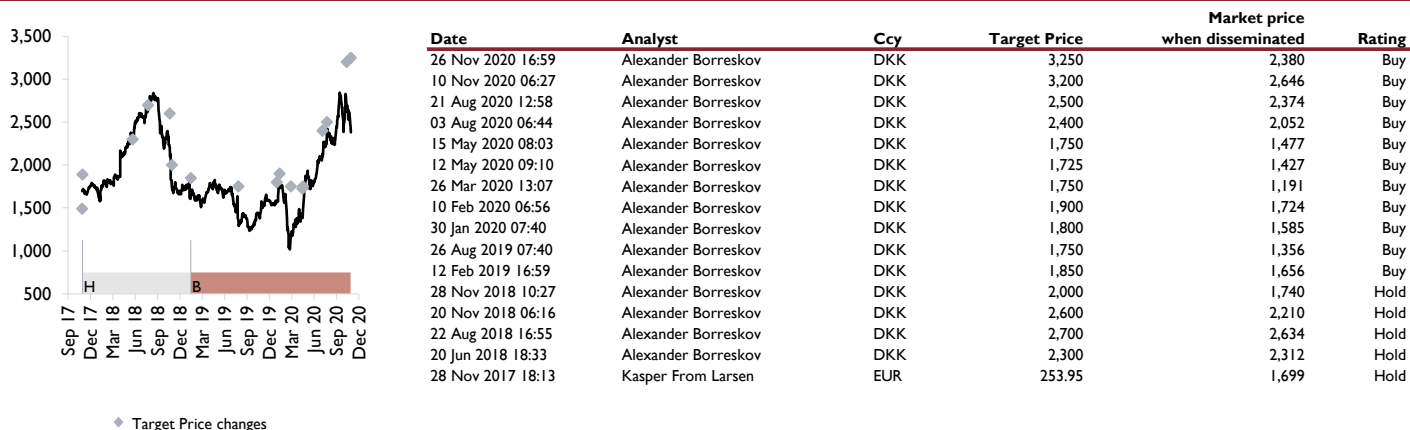 3,500
3,000
2,500
2,000
1,500
1,000
500
H
B
Sep 17
Dec 17
Mar 18
Jun 18
Sep 18
Dec 18
Mar 19
Jun 19
Sep 19
Dec 19
Mar 20
Jun 20
Sep 20
Dec 20
Target Price changes
Market price
Date Analyst Ccy Target Price when disseminated Rating
26 Nov 2020 16:59 Alexander Borreskov DKK 3,250 2,380 Buy
10 Nov 2020 06:27 Alexander Borreskov DKK 3,200 2,646 Buy
21 Aug 2020 12:58 Alexander Borreskov DKK 2,500 2,374 Buy
03 Aug 2020 06:44 Alexander Borreskov DKK 2,400 2,052 Buy
15 May 2020 08:03 Alexander Borreskov DKK 1,750 1,477 Buy
12 May 2020 09:10 Alexander Borreskov DKK 1,725 1,427 Buy
26 Mar 2020 13:07 Alexander Borreskov DKK 1,750 1,191 Buy
10 Feb 2020 06:56 Alexander Borreskov DKK 1,900 1,724 Buy
30 Jan 2020 07:40 Alexander Borreskov DKK 1,800 1,585 Buy
26 Aug 2019 07:40 Alexander Borreskov DKK 1,750 1,356 Buy
12 Feb 2019 16:59 Alexander Borreskov DKK 1,850 1,656 Buy
28 Nov 2018 10:27 Alexander Borreskov DKK 2,000 1,740 Hold
20 Nov 2018 06:16 Alexander Borreskov DKK 2,600 2,210 Hold
22 Aug 2018 16:55 Alexander Borreskov DKK 2,700 2,634 Hold
20 Jun 2018 18:33 Alexander Borreskov DKK 2,300 2,312 Hold
28 Nov 2017 18:13 Kasper From Larsen EUR 253.95 1,699 Hold